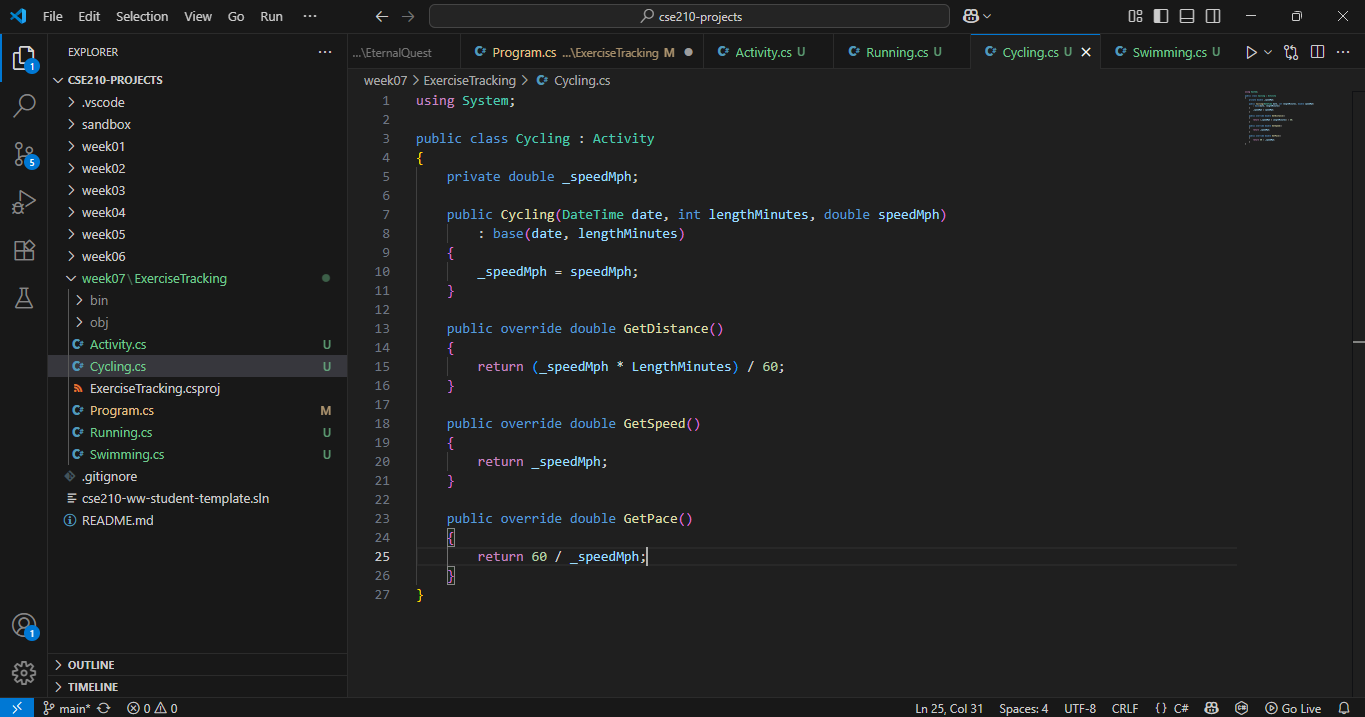 File Edit Selection View Go Run ··· cse210-projects
EXPLORER ···
CSE210-PROJECTS
.vscode
sandbox
week01
week02
week03
week04
week05
week06
week07 \ ExerciseTracking
bin
obj
Activity.cs U
Cycling.cs U
ExerciseTracking.csproj
Program.cs M
Running.cs U
Swimming.cs U
.gitignore
cse210-ww-student-template.sln
README.md
OUTLINE
TIMELINE
1
5
1
...\EternalQuest Program.cs ...\ExerciseTracking M Activity.cs U Running.cs U Cycling.cs U Swimming.cs U
week07 > ExerciseTracking > Cycling.cs
1 using System;
2
3 public class Cycling : Activity
4 {
5 private double _speedMph;
6
7 public Cycling(DateTime date, int lengthMinutes, double speedMph)
8 : base(date, lengthMinutes)
9 {
10 _speedMph = speedMph;
11 }
12
13 public override double GetDistance()
14 {
15 return (_speedMph * LengthMinutes) / 60;
16 }
17
18 public override double GetSpeed()
19 {
20 return _speedMph;
21 }
22
23 public override double GetPace()
24 {
25 return 60 / _speedMph;
26 }
27 }
main* 0 0 Ln 25, Col 31 Spaces: 4 UTF-8 CRLF {} C# Go Live